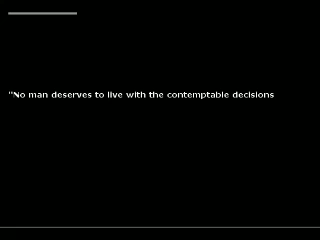 "No man deserves to live with the contemptable decisions